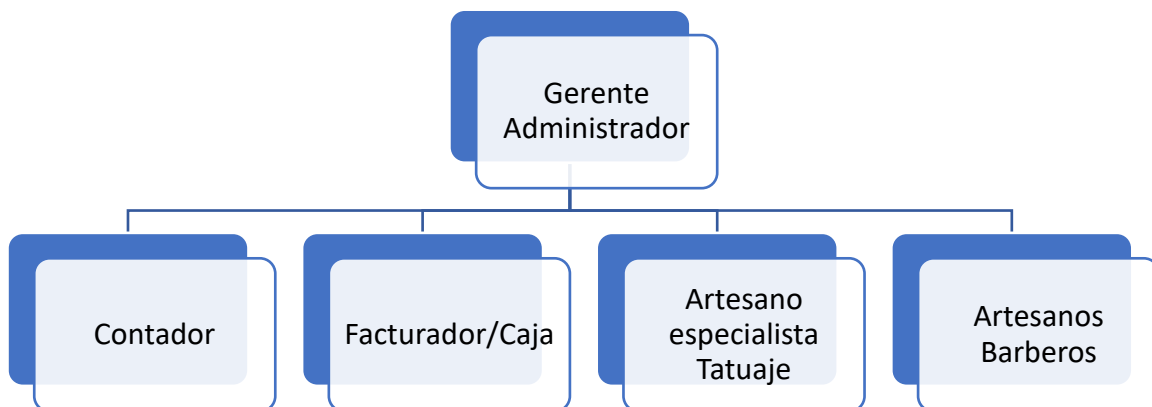 Gerente
Administrador
Contador
Facturador/Caja
Artesano
especialista
Tatuaje
Artesanos
Barberos